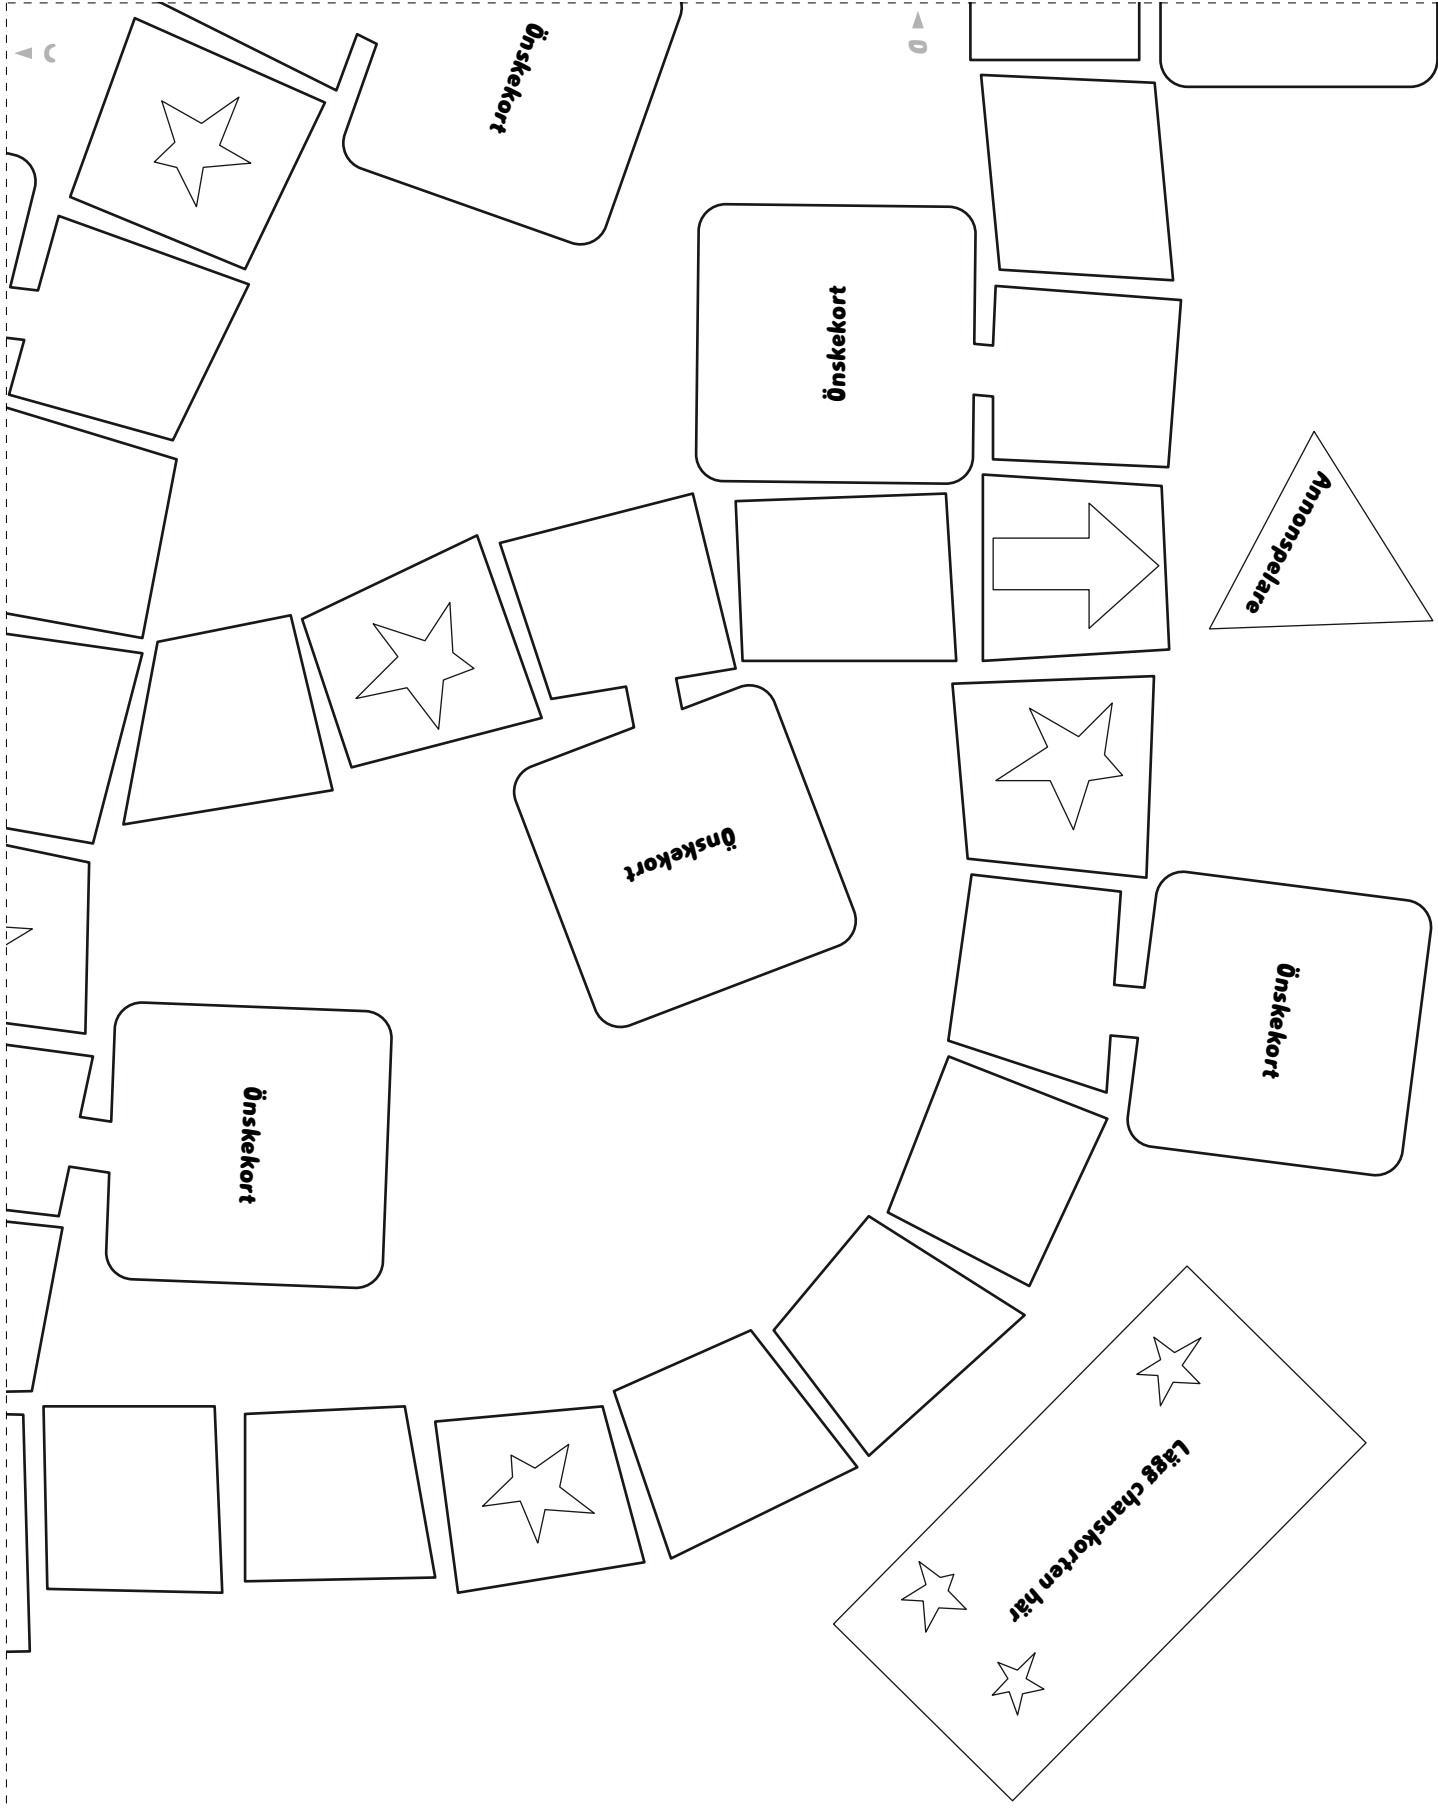 C
Önskekort
D
Önskekort
Annonspelare
Önskekort
Önskekort
Önskekort
Lägg chanskorten här